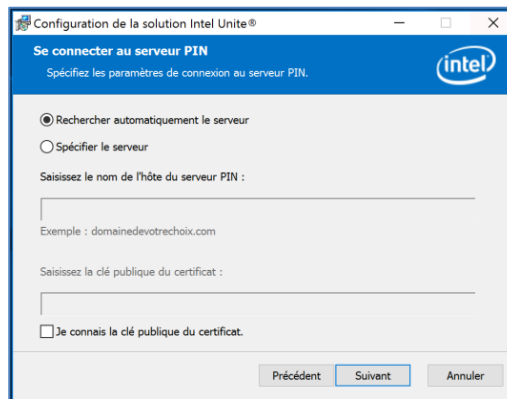 Configuration de la solution Intel Unite®
Se connecter au serveur PIN
Spécifiez les paramètres de connexion au serveur PIN.
intel
Rechercher automatiquement le serveur
Spécifier le serveur
Saisissez le nom de l'hôte du serveur PIN :
Exemple : domainedevotrechoix.com
Saisissez la clé publique du certificat :
Je connais la clé publique du certificat.
Précédent Suivant Annuler